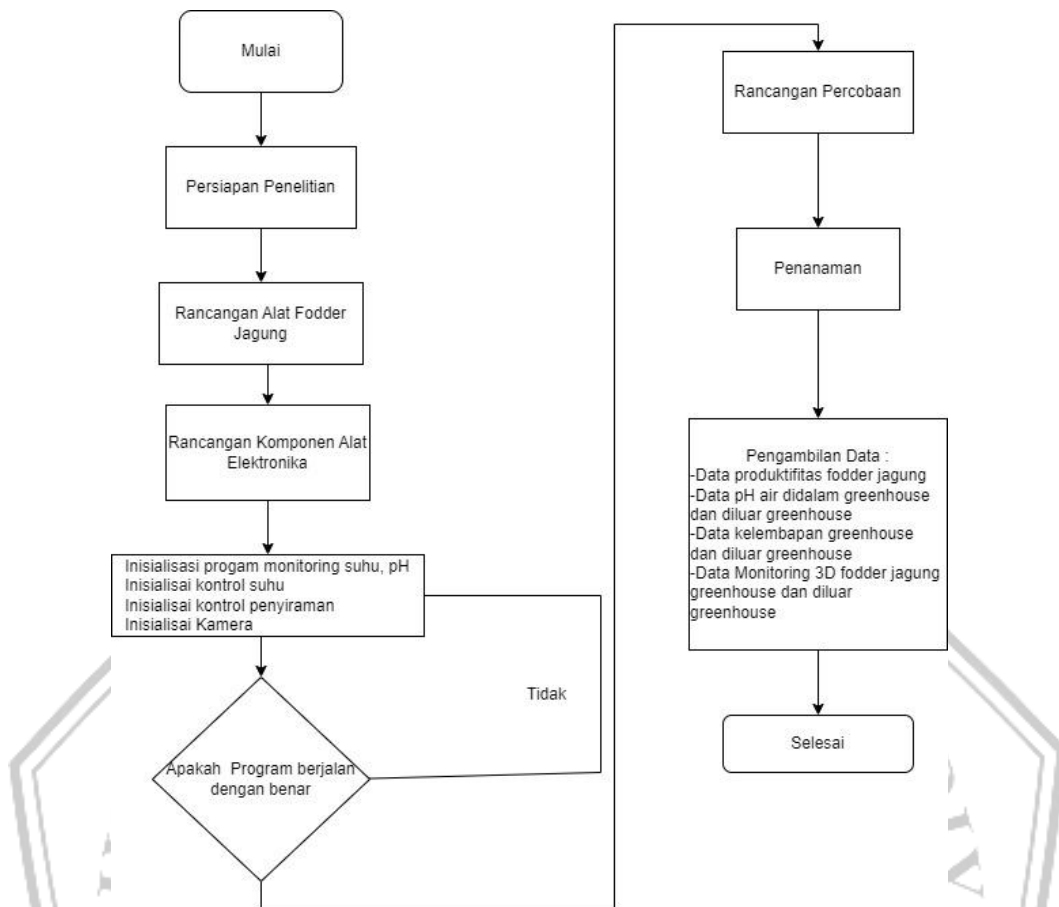 Mulai
Persiapan Penelitian
Rancangan Alat Fodder
Jagung
Rancangan Komponen Alat
Elektronika
Inisialisasi progam monitoring suhu, pH
Inisialisai kontrol suhu
Inisialisai kontrol penyiraman
Inisialisai Kamera
Tidak
Apakah Program berjalan
dengan benar
Rancangan Percobaan
Penanaman
Pengambilan Data :
-Data produktifitas fodder jagung
-Data pH air didalam greenhouse
dan diluar greenhouse
-Data kelembapan greenhouse
dan diluar greenhouse
-Data Monitoring 3D fodder jagung
greenhouse dan diluar
greenhouse
Selesai